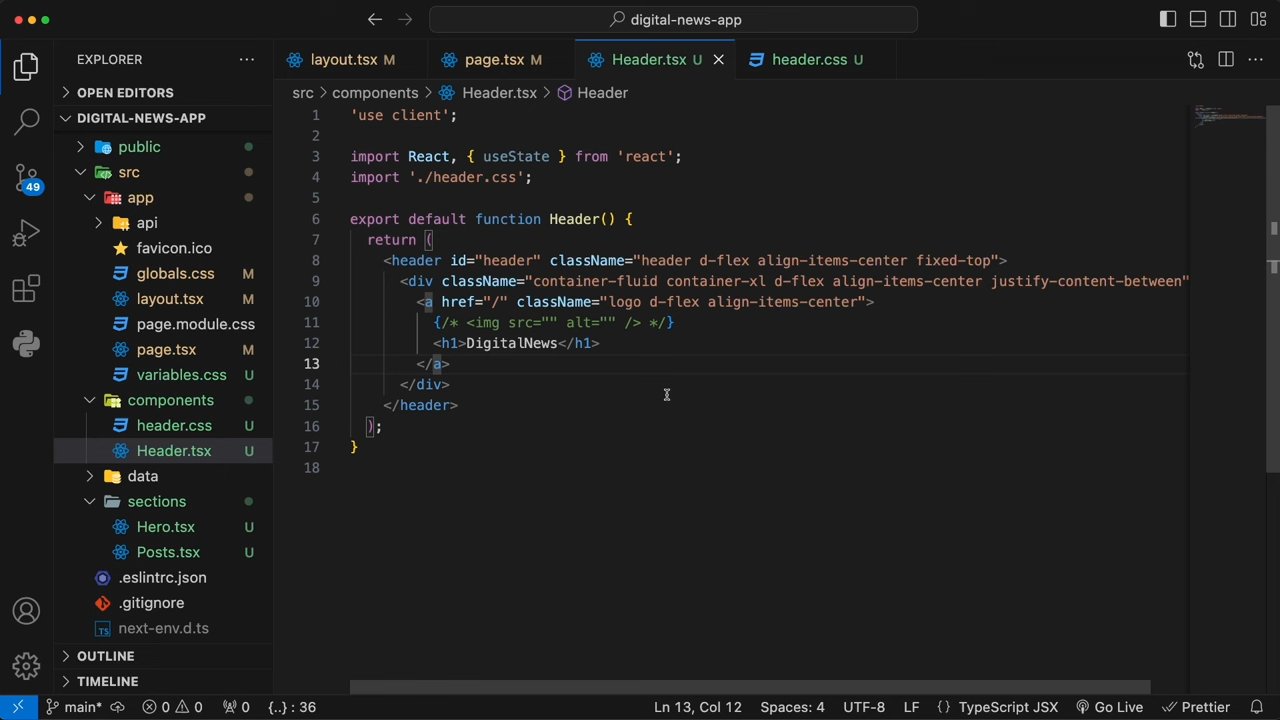 digital-news-app
EXPLORER
OPEN EDITORS
DIGITAL-NEWS-APP
public
src
app
api
favicon.ico
globals.css M
layout.tsx M
page.module.css
page.tsx M
variables.css U
components
header.css U
Header.tsx U
data
sections
Hero.tsx U
Posts.tsx U
.eslintrc.json
.gitignore
TS next-env.d.ts
OUTLINE
TIMELINE
49
layout.tsx M
page.tsx M
Header.tsx U
header.css U
src > components > Header.tsx > Header
1 'use client';
2
3 import React, { useState } from 'react';
4 import './header.css';
5
6 export default function Header() {
7 return (
8 <header id="header" className="header d-flex align-items-center fixed-top">
9 <div className="container-fluid container-xl d-flex align-items-center justify-content-between"
10 <a href="/" className="logo d-flex align-items-center">
11 {/* <img src="" alt="" /> */}
12 <h1>DigitalNews</h1>
13 </a>
14 </div>
15 </header>
16 );
17 }
18
main* 0 0 0 {..} : 36 Ln 13, Col 12 Spaces: 4 UTF-8 LF {} TypeScript JSX Go Live Prettier